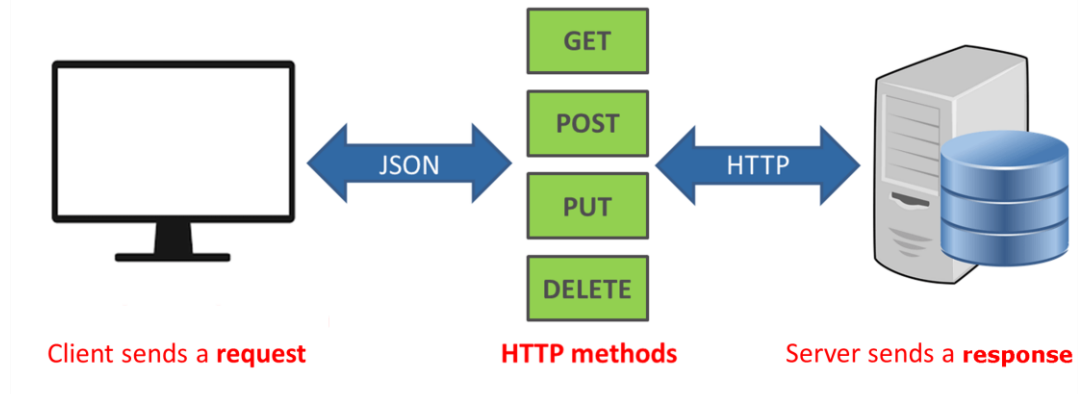 GET
POST
JSON
HTTP
PUT
DELETE
Client sends a request
HTTP methods
Server sends a response